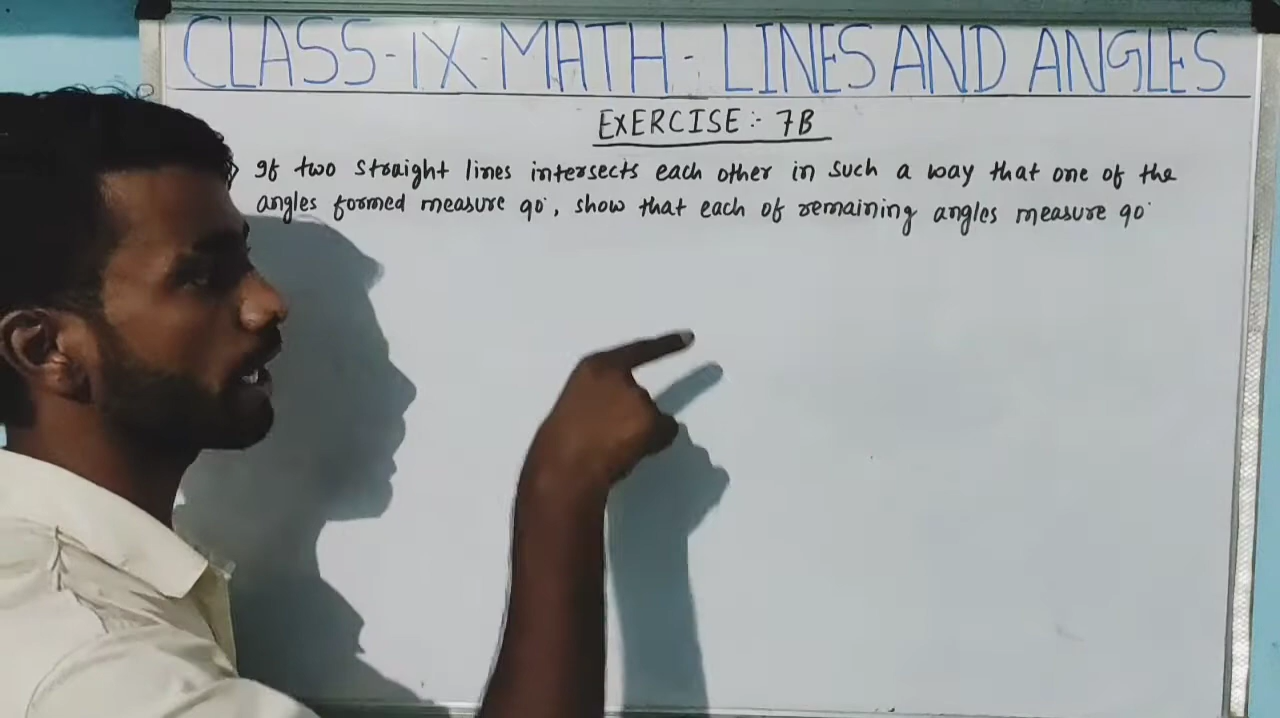 CLASS-IX-MATH-LINES AND ANGLES
EXERCISE:- 7B
If two straight lines intersects each other in such a way that one of the
angles formed measure 90°, show that each of remaining angles measure 90°